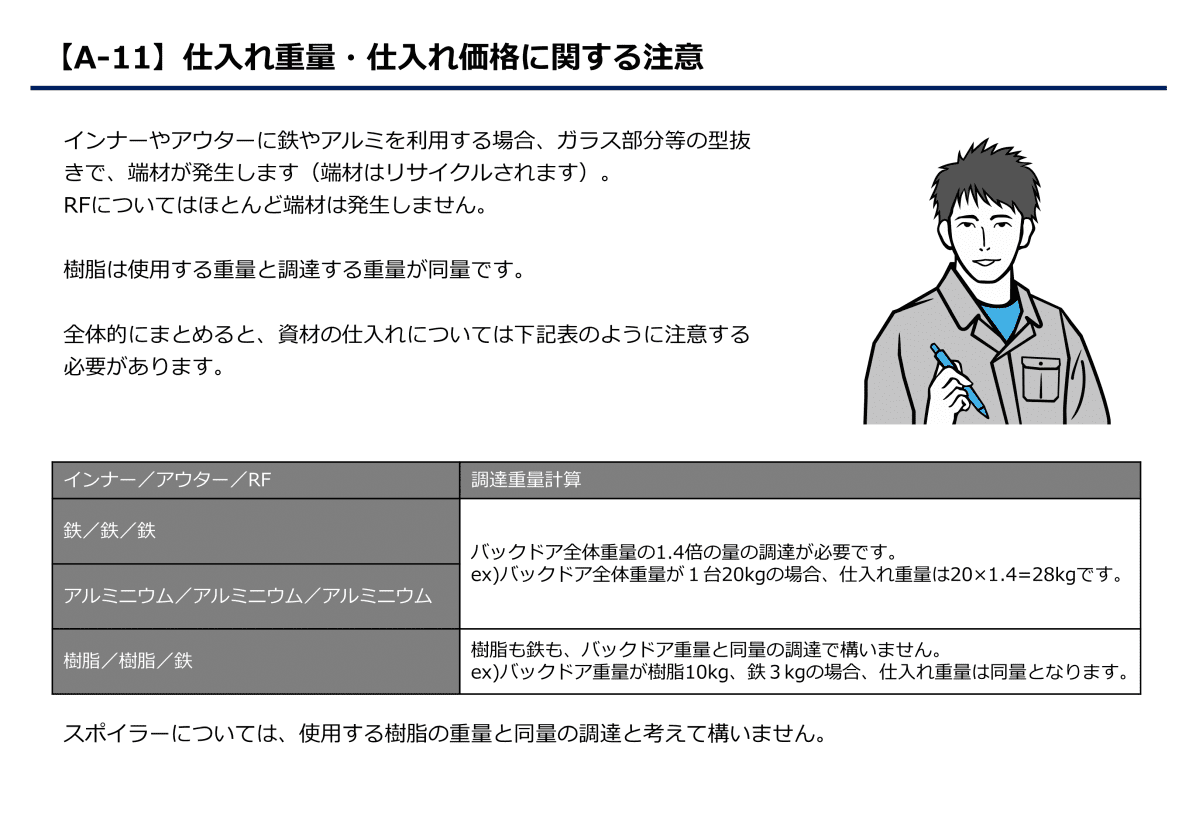 【A-11】仕入れ重量・仕入れ価格に関する注意
インナーやアウターに鉄やアルミを利用する場合、ガラス部分等の型抜
きで、端材が発生します（端材はリサイクルされます）。
RFについてはほとんど端材は発生しません。
樹脂は使用する重量と調達する重量が同量です。
全体的にまとめると、資材の仕入れについては下記表のように注意する
必要があります。
インナー／アウター／RF
調達重量計算
鉄／鉄／鉄
バックドア全体重量の1.4倍の量の調達が必要です。
ex)バックドア全体重量が１台20kgの場合、仕入れ重量は20×1.4=28kgです。
アルミニウム／アルミニウム／アルミニウム
樹脂／樹脂／鉄
樹脂も鉄も、バックドア重量と同量の調達で構いません。
ex)バックドア重量が樹脂10kg、鉄３kgの場合、仕入れ重量は同量となります。
スポイラーについては、使用する樹脂の重量と同量の調達と考えて構いません。